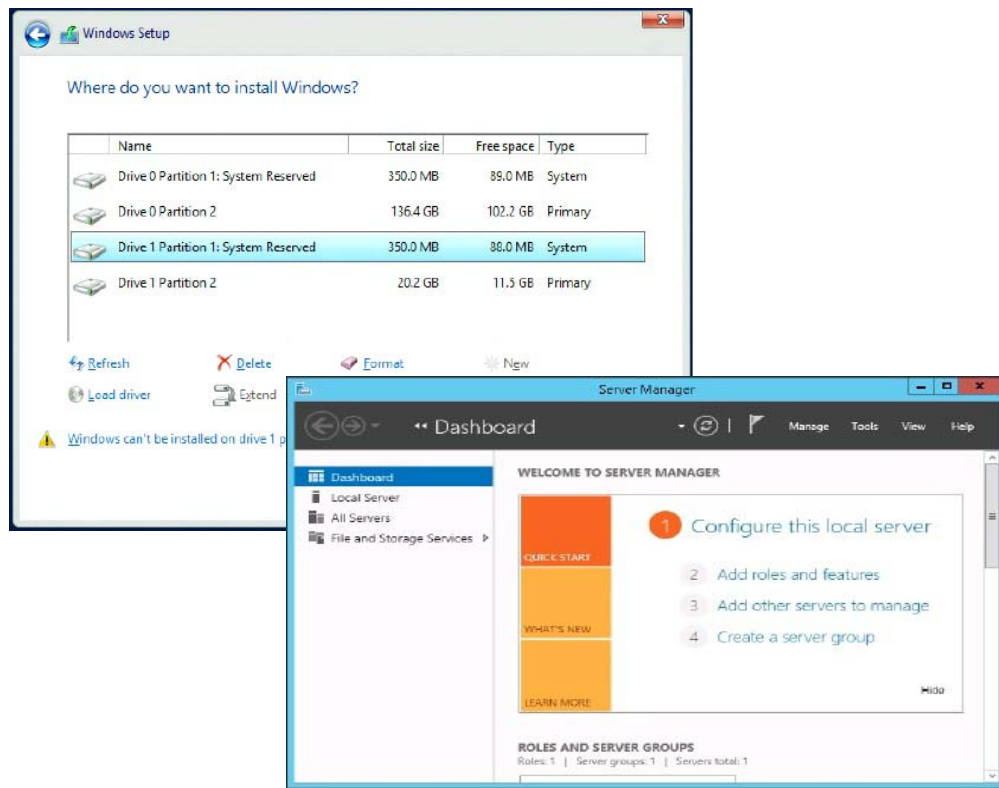 Windows Setup
Where do you want to install Windows?
Name Total size Free space Type
Drive 0 Partition 1: System Reserved 350.0 MB 89.0 MB System
Drive 0 Partition 2 136.4 GB 102.2 GB Primary
Drive 1 Partition 1: System Reserved 350.0 MB 88.0 MB System
Drive 1 Partition 2 20.2 GB 11.5 GB Primary
Refresh Delete Format New
Load driver Extend
Windows can't be installed on drive 1 p
Server Manager
Dashboard Manage Tools View Help
Dashboard
Local Server
All Servers
File and Storage Services
WELCOME TO SERVER MANAGER
QUICK START
WHAT'S NEW
LEARN MORE
1 Configure this local server
2 Add roles and features
3 Add other servers to manage
4 Create a server group
Hide
ROLES AND SERVER GROUPS
Roles: 1 | Server groups: 1 | Servers total: 1